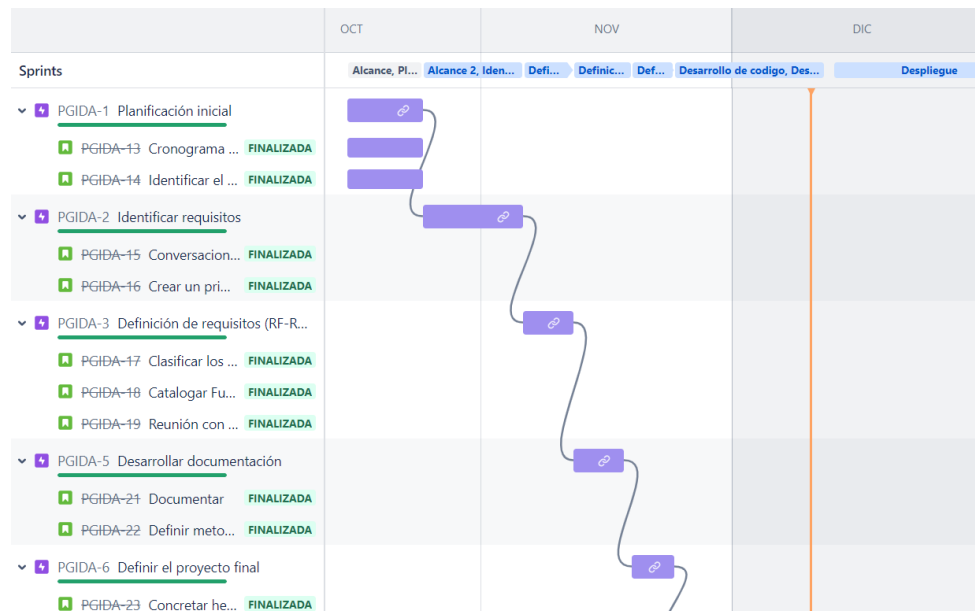 OCT NOV DIC
Sprints Alcance, Pl... Alcance 2, Iden... Defi... Definic... Def... Desarrollo de codigo, Des... Despliegue
PGIDA-1 Planificación inicial
PGIDA-13 Cronograma ... FINALIZADA
PGIDA-14 Identificar el ... FINALIZADA
PGIDA-2 Identificar requisitos
PGIDA-15 Conversacion... FINALIZADA
PGIDA-16 Crear un pri... FINALIZADA
PGIDA-3 Definición de requisitos (RF-R...
PGIDA-17 Clasificar los ... FINALIZADA
PGIDA-18 Catalogar Fu... FINALIZADA
PGIDA-19 Reunión con ... FINALIZADA
PGIDA-5 Desarrollar documentación
PGIDA-21 Documentar FINALIZADA
PGIDA-22 Definir meto... FINALIZADA
PGIDA-6 Definir el proyecto final
PGIDA-23 Concretar he... FINALIZADA